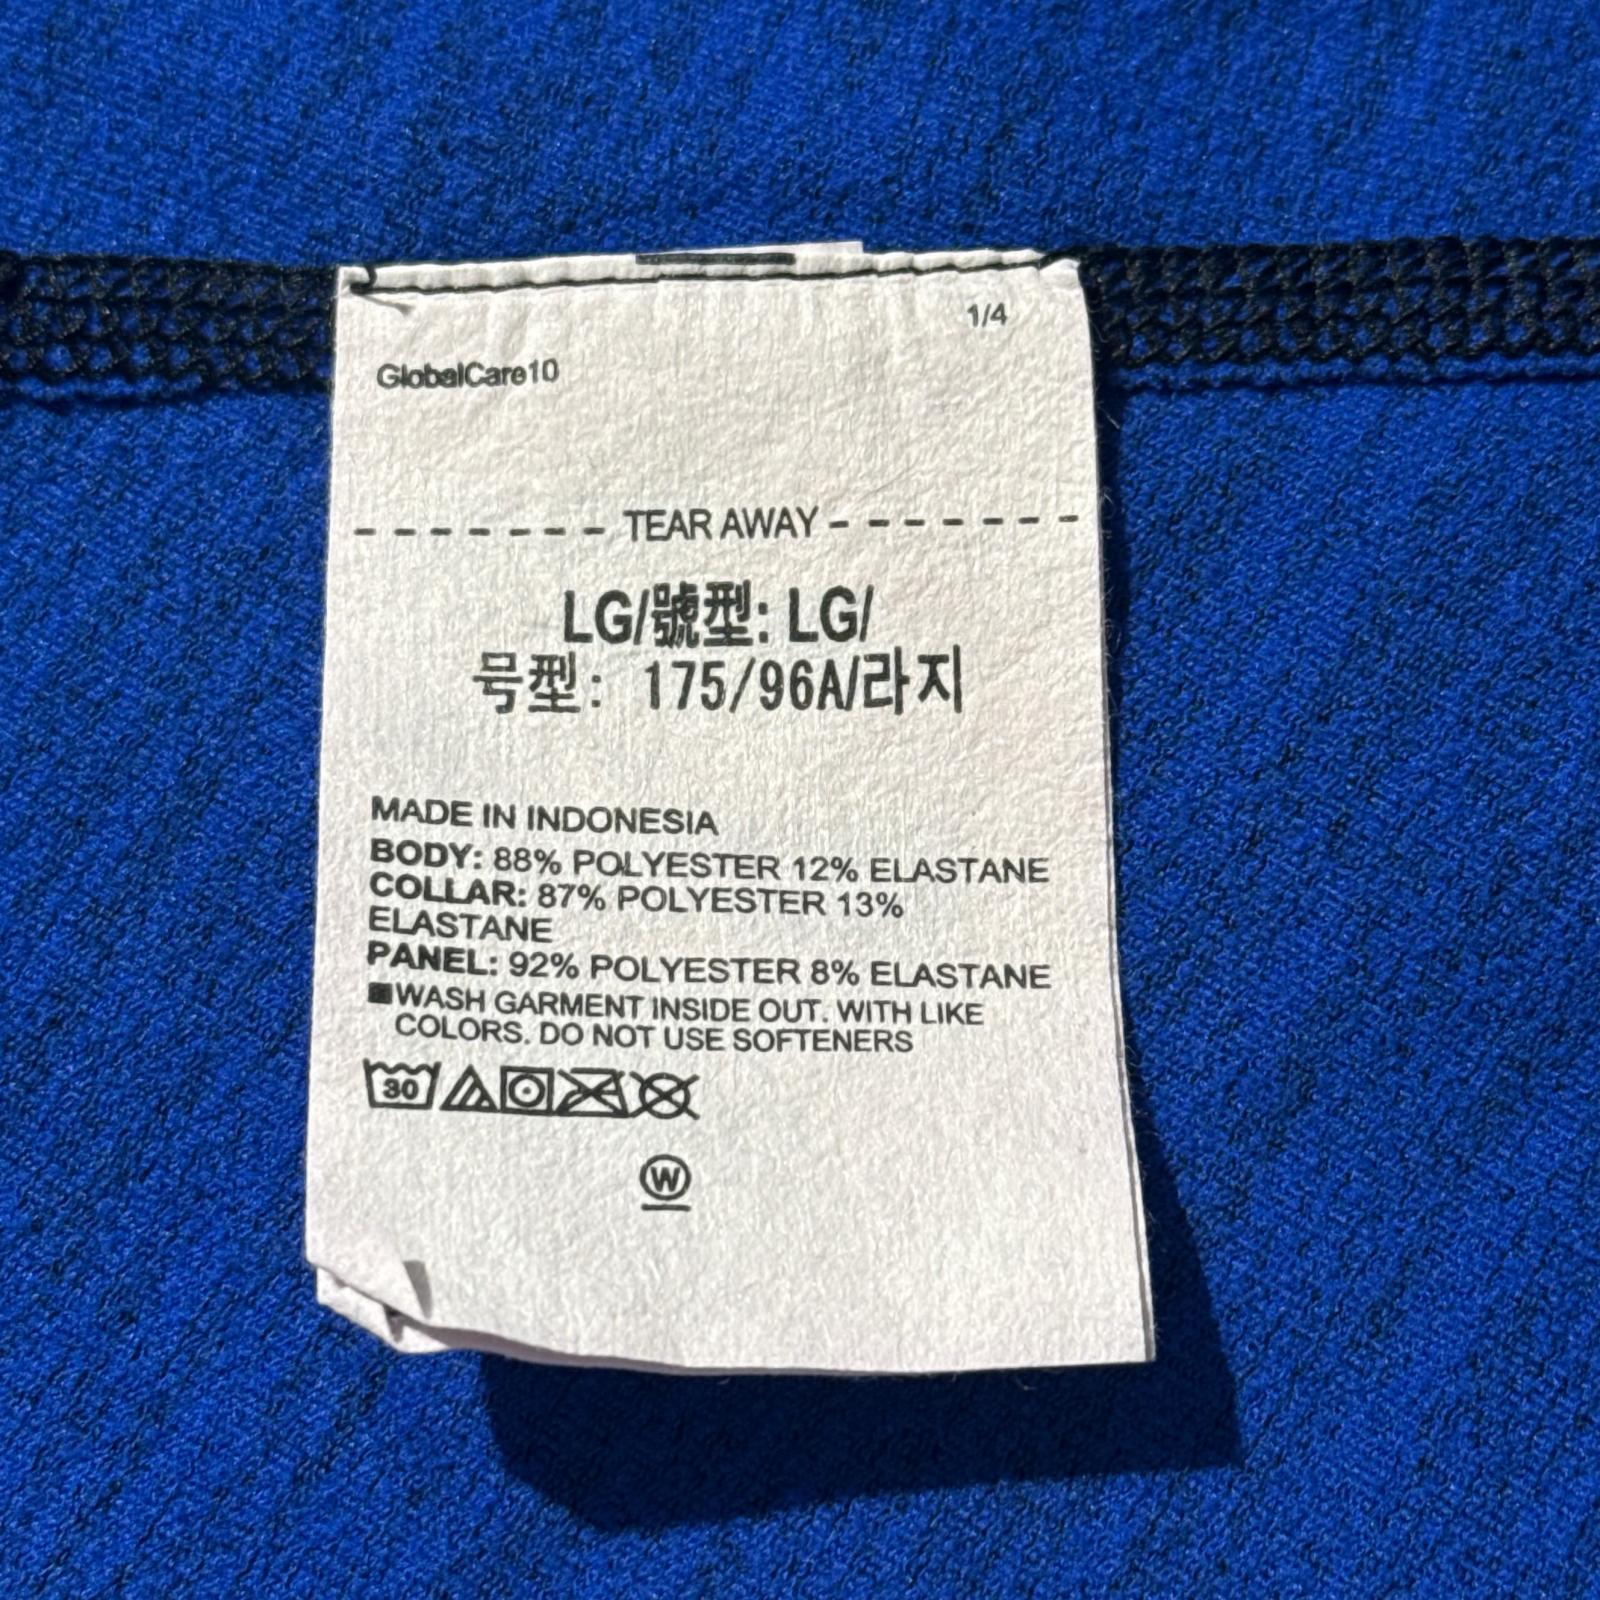 1/4
GlobalCare10
TEAR AWAY
LG/號型: LG/
号型: 175/96A/라지
MADE IN INDONESIA
BODY: 88% POLYESTER 12% ELASTANE
COLLAR: 87% POLYESTER 13%
ELASTANE
PANEL: 92% POLYESTER 8% ELASTANE
■WASH GARMENT INSIDE OUT. WITH LIKE
COLORS. DO NOT USE SOFTENERS
30
W